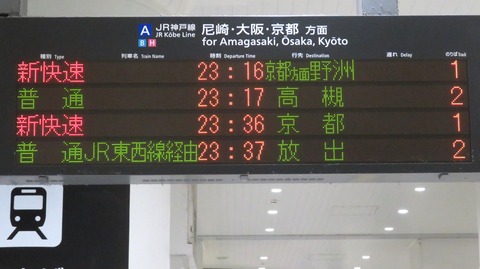 A JR神戸線 尼崎・大阪・京都 方面
B H JR Kōbe Line for Amagasaki, Ōsaka, Kyōto
種別 Type 列車名 Train Name 時刻 Departure Time 行先 Destination 遅れ Delay のりば Track
新快速 23:16 京都方面野洲 1
普通 23:17 高槻 2
新快速 23:36 京都 1
普通 JR東西線経由 23:37 放出 2